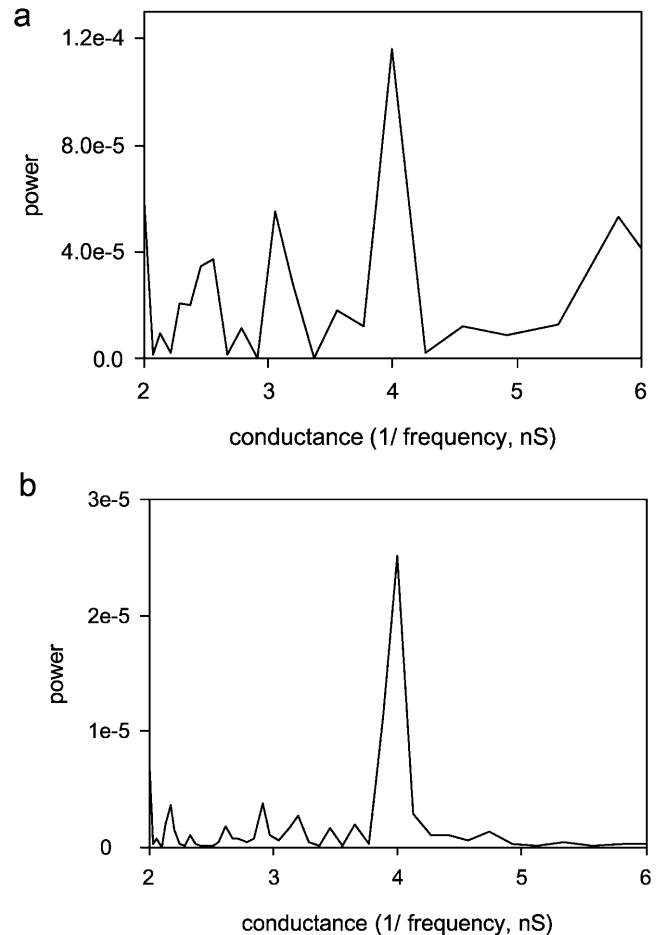 a
1.2e-4
8.0e-5
4.0e-5
0.0
power
2 3 4 5 6
conductance (1/ frequency, nS)
b
3e-5
2e-5
1e-5
0
power
2 3 4 5 6
conductance (1/ frequency, nS)